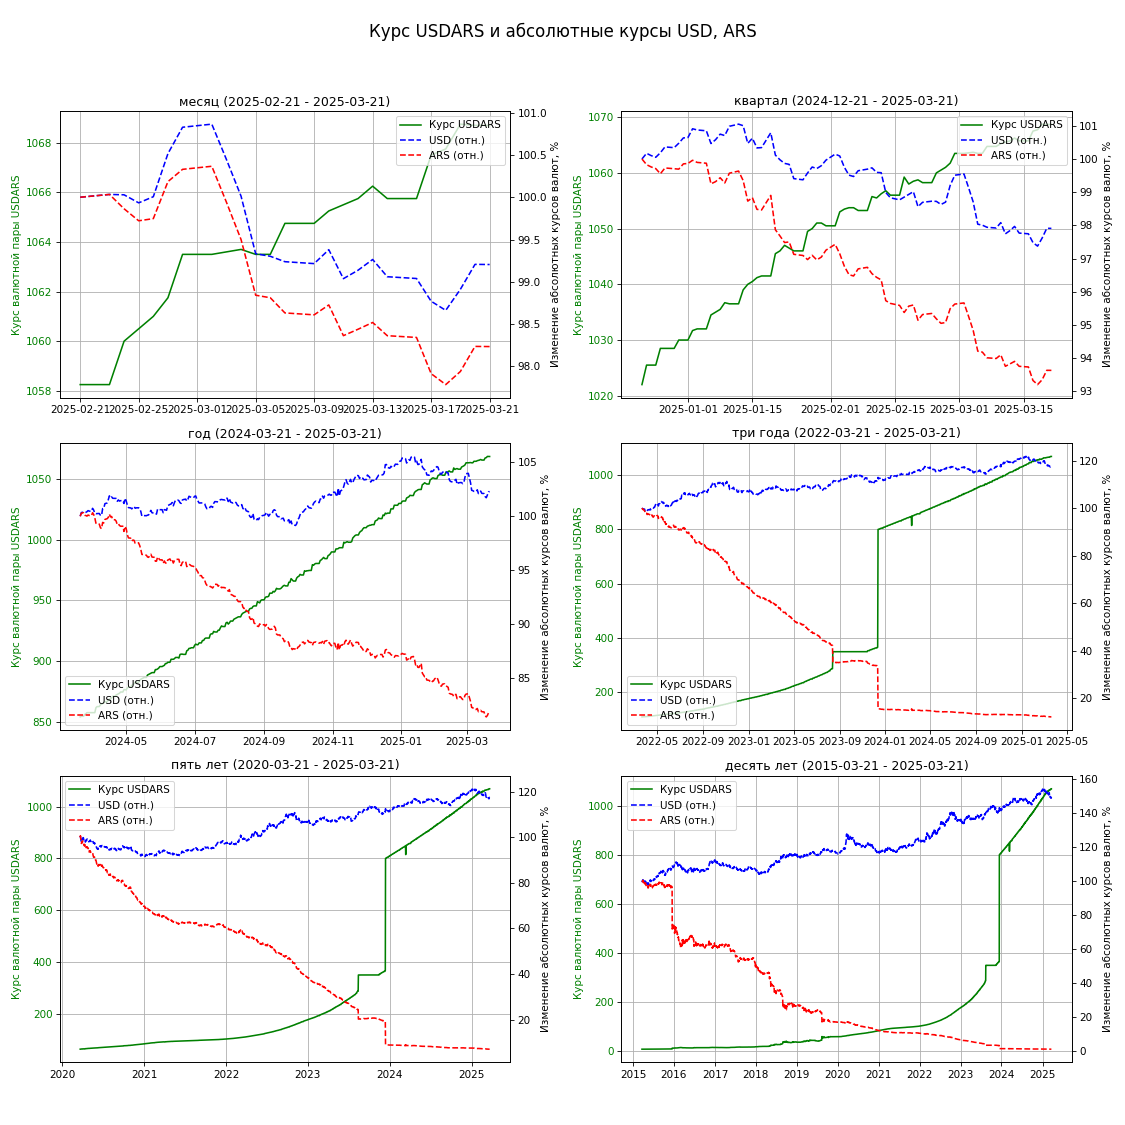 Курс USDARS и абсолютные курсы USD, ARS
месяц (2025-02-21 - 2025-03-21)
Курс валютной пары USDARS
1068
1066
1064
1062
1060
1058
101.0
100.5
100.0
99.5
99.0
98.5
98.0
Изменение абсолютных курсов валют, %
Курс USDARS
USD (отн.)
ARS (отн.)
2025-02-21 2025-02-25 2025-03-01 2025-03-05 2025-03-09 2025-03-13 2025-03-17 2025-03-21
квартал (2024-12-21 - 2025-03-21)
Курс валютной пары USDARS
1070
1060
1050
1040
1030
1020
101
100
99
98
97
96
95
94
93
Изменение абсолютных курсов валют, %
Курс USDARS
USD (отн.)
ARS (отн.)
2025-01-01 2025-01-15 2025-02-01 2025-02-15 2025-03-01 2025-03-15
год (2024-03-21 - 2025-03-21)
Курс валютной пары USDARS
1050
1000
950
900
850
105
100
95
90
85
Изменение абсолютных курсов валют, %
Курс USDARS
USD (отн.)
ARS (отн.)
2024-05 2024-07 2024-09 2024-11 2025-01 2025-03
три года (2022-03-21 - 2025-03-21)
Курс валютной пары USDARS
1000
800
600
400
200
120
100
80
60
40
20
Изменение абсолютных курсов валют, %
Курс USDARS
USD (отн.)
ARS (отн.)
2022-05 2022-09 2023-01 2023-05 2023-09 2024-01 2024-05 2024-09 2025-01 2025-05
пять лет (2020-03-21 - 2025-03-21)
Курс валютной пары USDARS
1000
800
600
400
200
120
100
80
60
40
20
Изменение абсолютных курсов валют, %
Курс USDARS
USD (отн.)
ARS (отн.)
2020 2021 2022 2023 2024 2025
десять лет (2015-03-21 - 2025-03-21)
Курс валютной пары USDARS
1000
800
600
400
200
0
160
140
120
100
80
60
40
20
0
Изменение абсолютных курсов валют, %
Курс USDARS
USD (отн.)
ARS (отн.)
2015 2016 2017 2018 2019 2020 2021 2022 2023 2024 2025